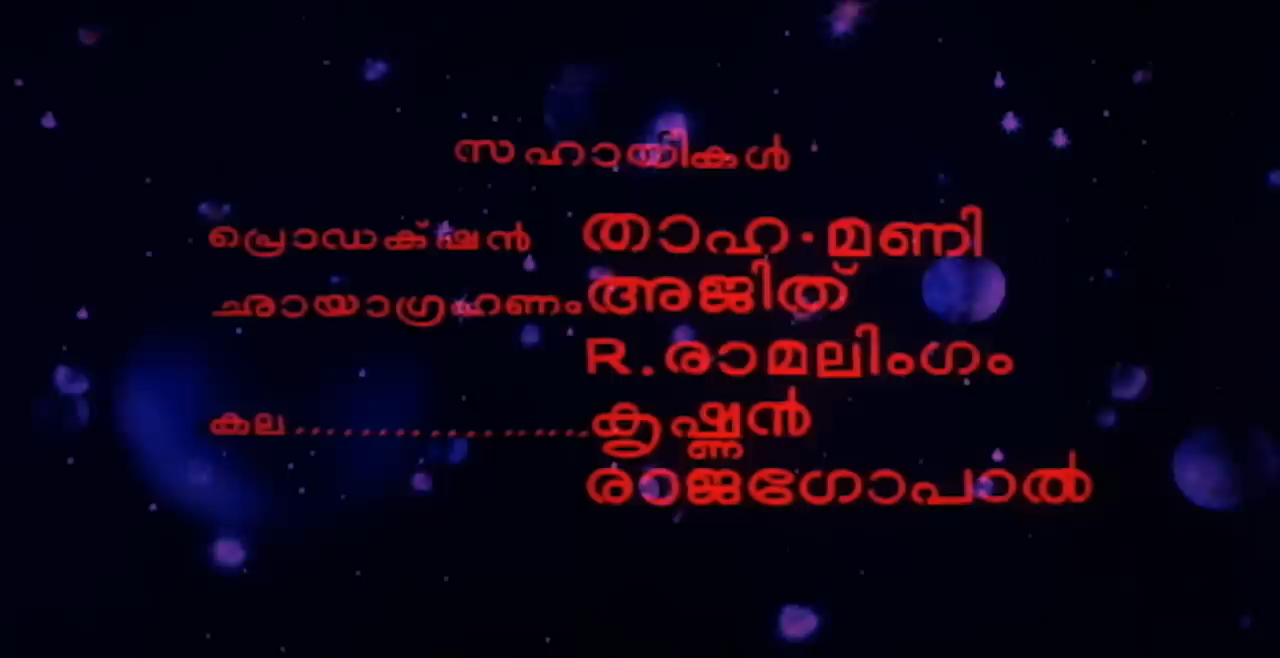 സഹായികൾ
പ്രൊഡക്ഷൻ താഹ·മണി
ഛായാഗ്രഹണം അജിത്
R.രാമലിംഗം
കല.................. കൃഷ്ണൻ
രാജഗോപാൽ